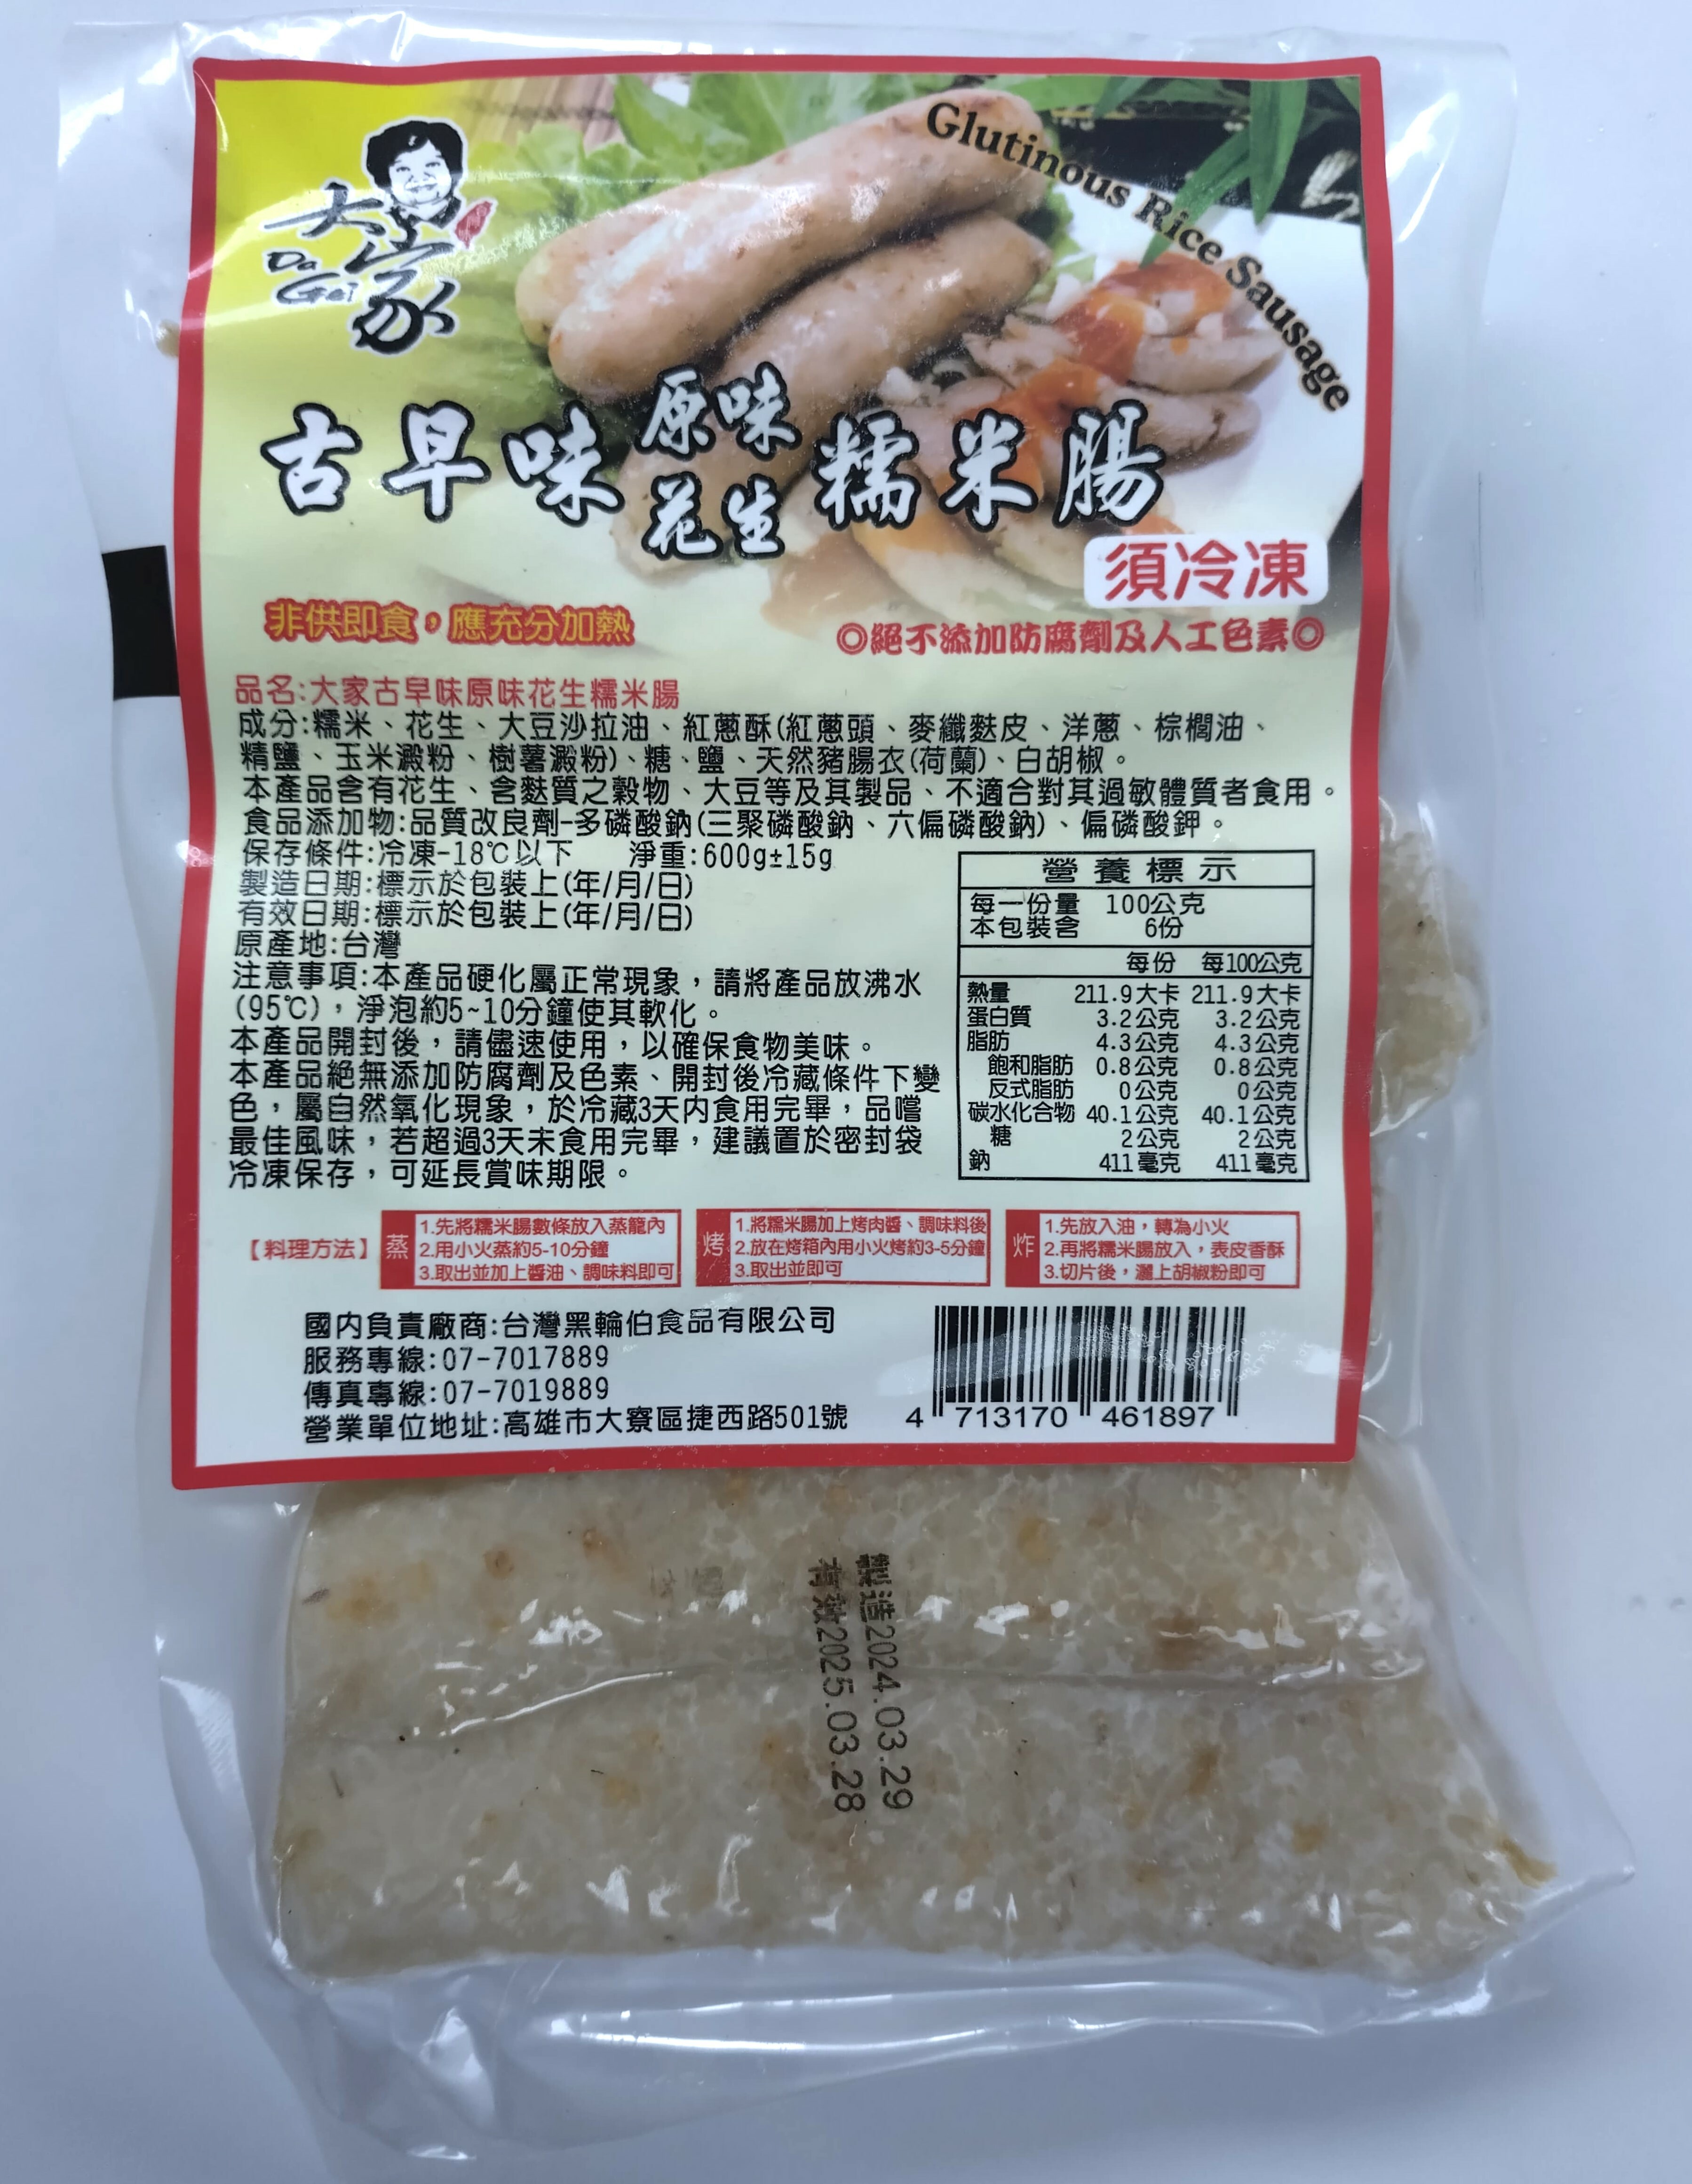 Glutinous Rice Sausage
大家
Da Gei
古早味原味花生糯米腸
須冷凍
非供即食，應充分加熱
◎絕不添加防腐劑及人工色素◎
品名:大家古早味原味花生糯米腸
成分:糯米、花生、大豆沙拉油、紅蔥酥(紅蔥頭、麥纖麩皮、洋蔥、棕櫚油、
精鹽、玉米澱粉、樹薯澱粉)、糖、鹽、天然豬腸衣(荷蘭)、白胡椒。
本產品含有花生、含麩質之穀物、大豆等及其製品、不適合對其過敏體質者食用。
食品添加物:品質改良劑-多磷酸鈉(三聚磷酸鈉、六偏磷酸鈉)、偏磷酸鉀。
保存條件:冷凍-18℃以下 淨重:600g±15g
製造日期:標示於包裝上(年/月/日)
有效日期:標示於包裝上(年/月/日)
原產地:台灣
注意事項:本產品硬化屬正常現象，請將產品放沸水
(95℃)，淨泡約5~10分鐘使其軟化。
本產品開封後，請儘速使用，以確保食物美味。
本產品絕無添加防腐劑及色素、開封後冷藏條件下變
色，屬自然氧化現象，於冷藏3天內食用完畢，品嚐
最佳風味，若超過3天未食用完畢，建議置於密封袋
冷凍保存，可延長賞味期限。
營養標示
每一份量 100公克
本包裝含 6份
每份 每100公克
熱量 211.9大卡 211.9大卡
蛋白質 3.2公克 3.2公克
脂肪 4.3公克 4.3公克
飽和脂肪 0.8公克 0.8公克
反式脂肪 0公克 0公克
碳水化合物 40.1公克 40.1公克
糖 2公克 2公克
鈉 411毫克 411毫克
【料理方法】
蒸
1.先將糯米腸數條放入蒸籠內
2.用小火蒸約5-10分鐘
3.取出並加上醬油、調味料即可
烤
1.將糯米腸加上烤肉醬、調味料後
2.放在烤箱內用小火烤約3-5分鐘
3.取出並即可
炸
1.先放入油，轉為小火
2.再將糯米腸放入，表皮香酥
3.切片後，灑上胡椒粉即可
國內負責廠商:台灣黑輪伯食品有限公司
服務專線:07-7017889
傳真專線:07-7019889
營業單位地址:高雄市大寮區捷西路501號
4 713170 461897
製造2024.03.29
有效2025.03.28